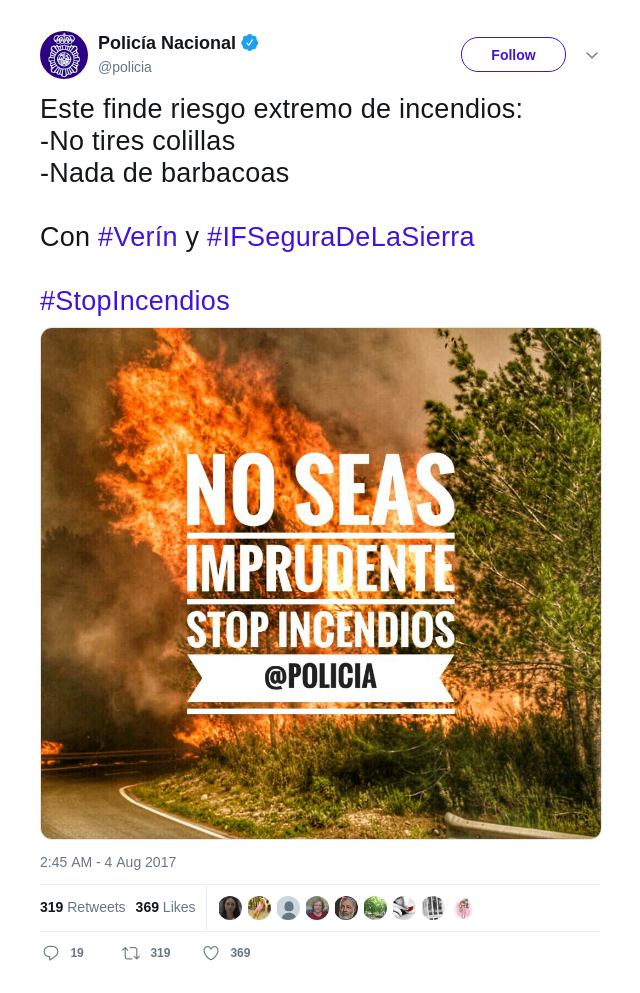 Policía Nacional
@policia
Follow
Este finde riesgo extremo de incendios:
-No tires colillas
-Nada de barbacoas
Con #Verín y #IFSeguraDeLaSierra
#StopIncendios
NO SEAS
IMPRUDENTE
STOP INCENDIOS
@POLICIA
2:45 AM - 4 Aug 2017
319 Retweets 369 Likes
19 319 369